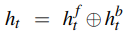 h_t = h_t^f ⊕ h_t^b